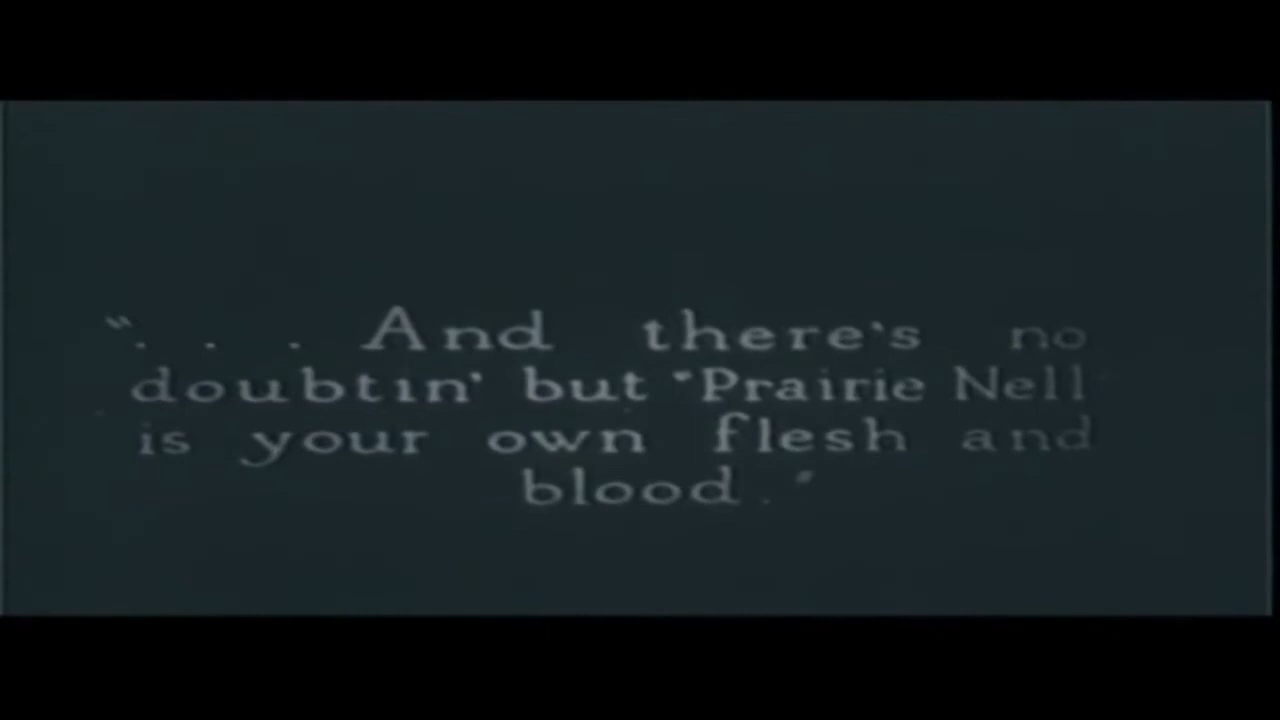 ". . . And there's no
doubtin' but "Prairie Nell"
is your own flesh and
blood."